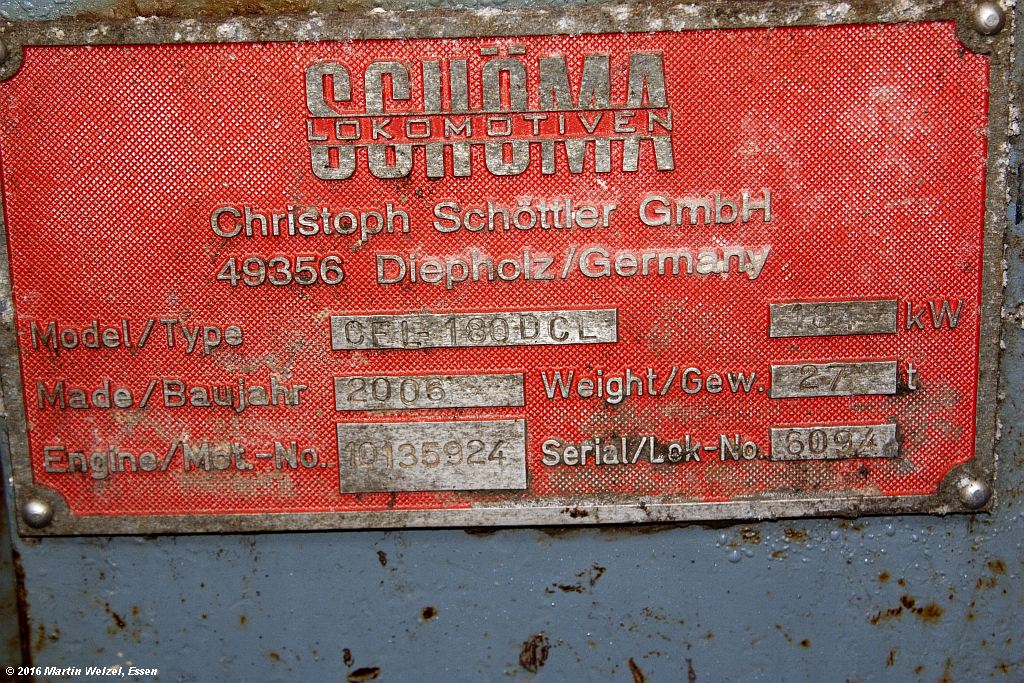 SCHÖMA
LOKOMOTIVEN
Christoph Schöttler GmbH
49356 Diepholz/Germany
Model/Type CFL-180DCL kW
Made/Baujahr 2006 Weight/Gew. 27 t
Engine/Mot.-No.. 10135924 Serial/Lok-No. 6094
© 2016 Martin Welzel, Essen